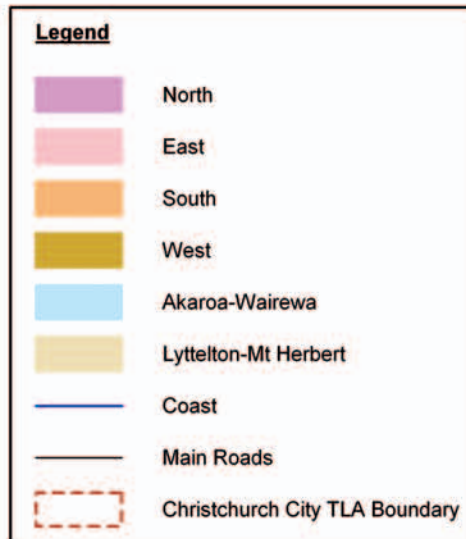 Legend
North
East
South
West
Akaroa-Wairewa
Lyttelton-Mt Herbert
Coast
Main Roads
Christchurch City TLA Boundary